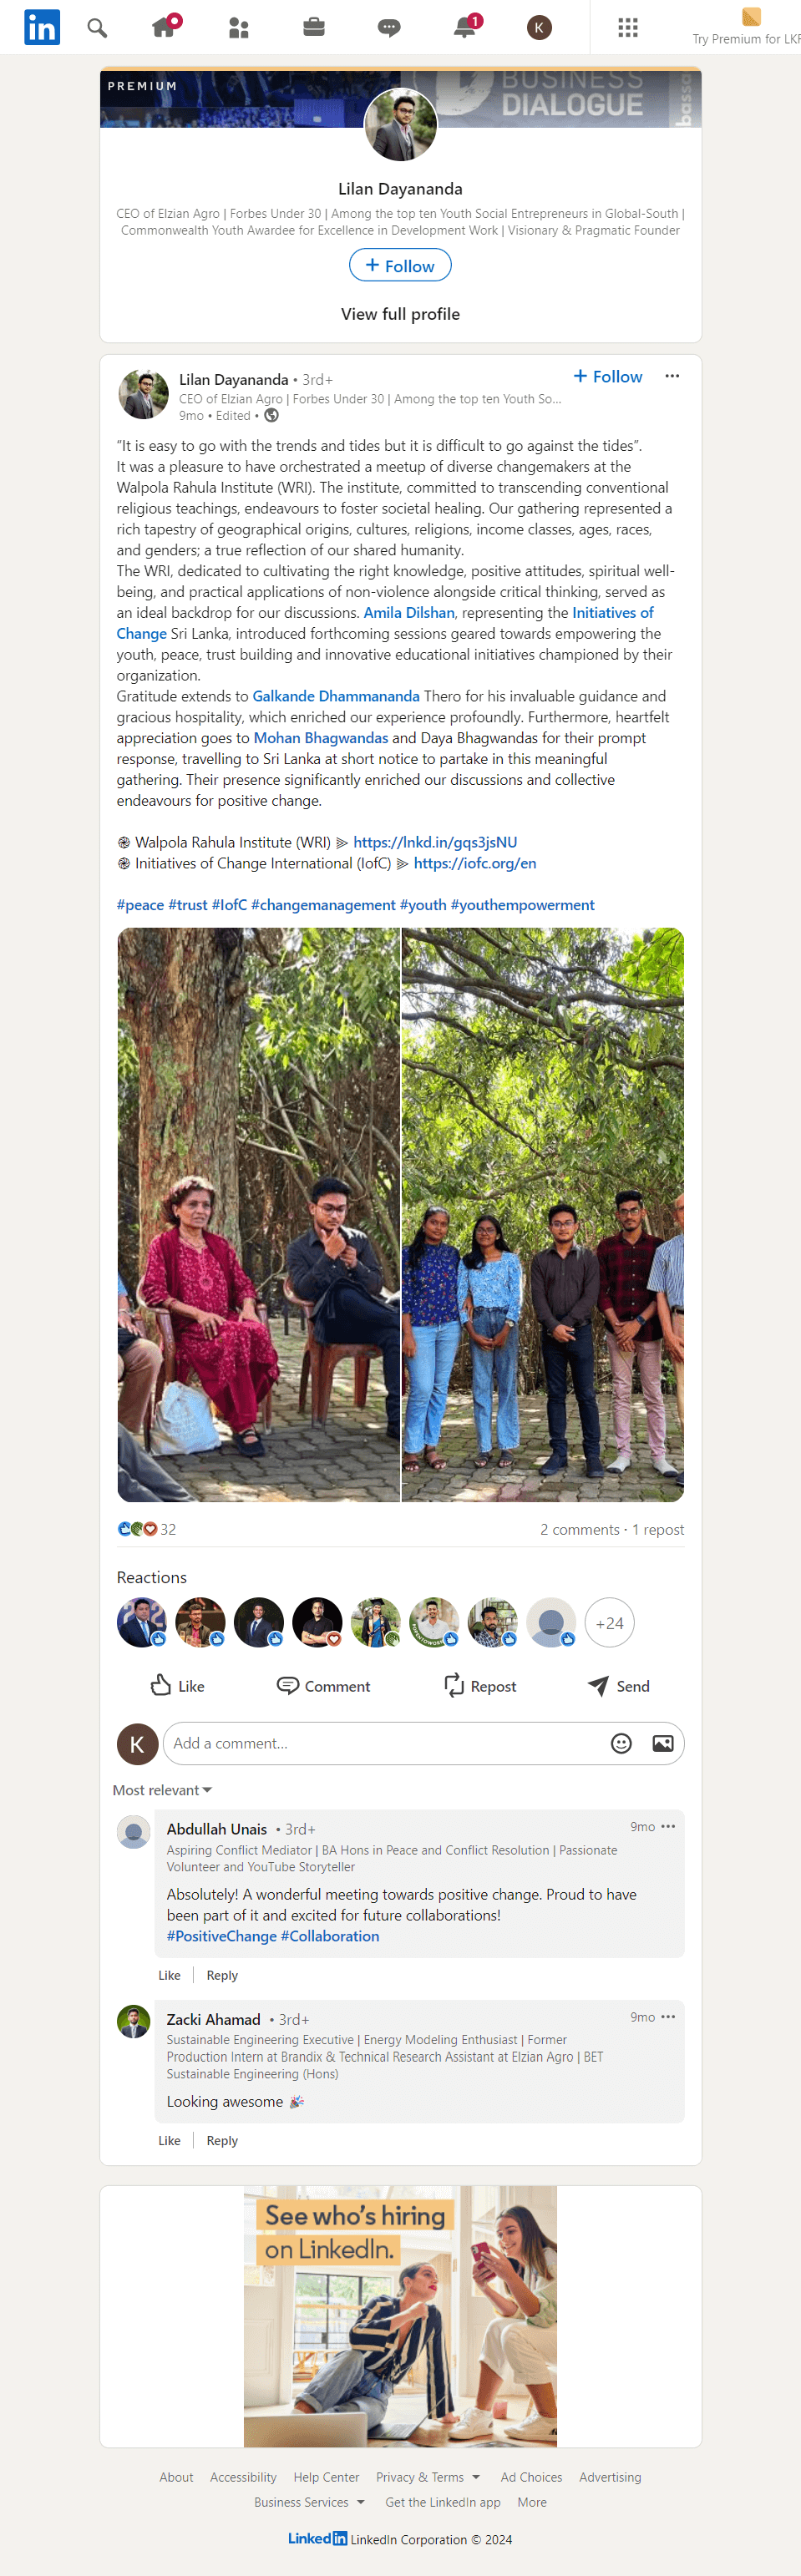 in
1
K
Try Premium for LKR
PREMIUM
BUSINESS
DIALOGUE
bassa
Lilan Dayananda
CEO of Elzian Agro | Forbes Under 30 | Among the top ten Youth Social Entrepreneurs in Global-South |
Commonwealth Youth Awardee for Excellence in Development Work | Visionary & Pragmatic Founder
+ Follow
View full profile
Lilan Dayananda • 3rd+
+ Follow
CEO of Elzian Agro | Forbes Under 30 | Among the top ten Youth So...
9mo • Edited •
“It is easy to go with the trends and tides but it is difficult to go against the tides”.
It was a pleasure to have orchestrated a meetup of diverse changemakers at the
Walpola Rahula Institute (WRI). The institute, committed to transcending conventional
religious teachings, endeavours to foster societal healing. Our gathering represented a
rich tapestry of geographical origins, cultures, religions, income classes, ages, races,
and genders; a true reflection of our shared humanity.
The WRI, dedicated to cultivating the right knowledge, positive attitudes, spiritual well-
being, and practical applications of non-violence alongside critical thinking, served as
an ideal backdrop for our discussions. Amila Dilshan, representing the Initiatives of
Change Sri Lanka, introduced forthcoming sessions geared towards empowering the
youth, peace, trust building and innovative educational initiatives championed by their
organization.
Gratitude extends to Galkande Dhammananda Thero for his invaluable guidance and
gracious hospitality, which enriched our experience profoundly. Furthermore, heartfelt
appreciation goes to Mohan Bhagwandas and Daya Bhagwandas for their prompt
response, travelling to Sri Lanka at short notice to partake in this meaningful
gathering. Their presence significantly enriched our discussions and collective
endeavours for positive change.
֎ Walpola Rahula Institute (WRI) ⫸ https://lnkd.in/gqs3jsNU
֎ Initiatives of Change International (IofC) ⫸ https://iofc.org/en
#peace #trust #IofC #changemanagement #youth #youthempowerment
32
2 comments · 1 repost
Reactions
+24
Like
Comment
Repost
Send
K
Add a comment...
Most relevant
Abdullah Unais • 3rd+
9mo
Aspiring Conflict Mediator | BA Hons in Peace and Conflict Resolution | Passionate
Volunteer and YouTube Storyteller
Absolutely! A wonderful meeting towards positive change. Proud to have
been part of it and excited for future collaborations!
#PositiveChange #Collaboration
Like | Reply
Zacki Ahamad • 3rd+
9mo
Sustainable Engineering Executive | Energy Modeling Enthusiast | Former
Production Intern at Brandix & Technical Research Assistant at Elzian Agro | BET
Sustainable Engineering (Hons)
Looking awesome 🎉
Like | Reply
See who’s hiring
on LinkedIn.
About Accessibility Help Center Privacy & Terms Ad Choices Advertising
Business Services Get the LinkedIn app More
LinkedIn LinkedIn Corporation © 2024